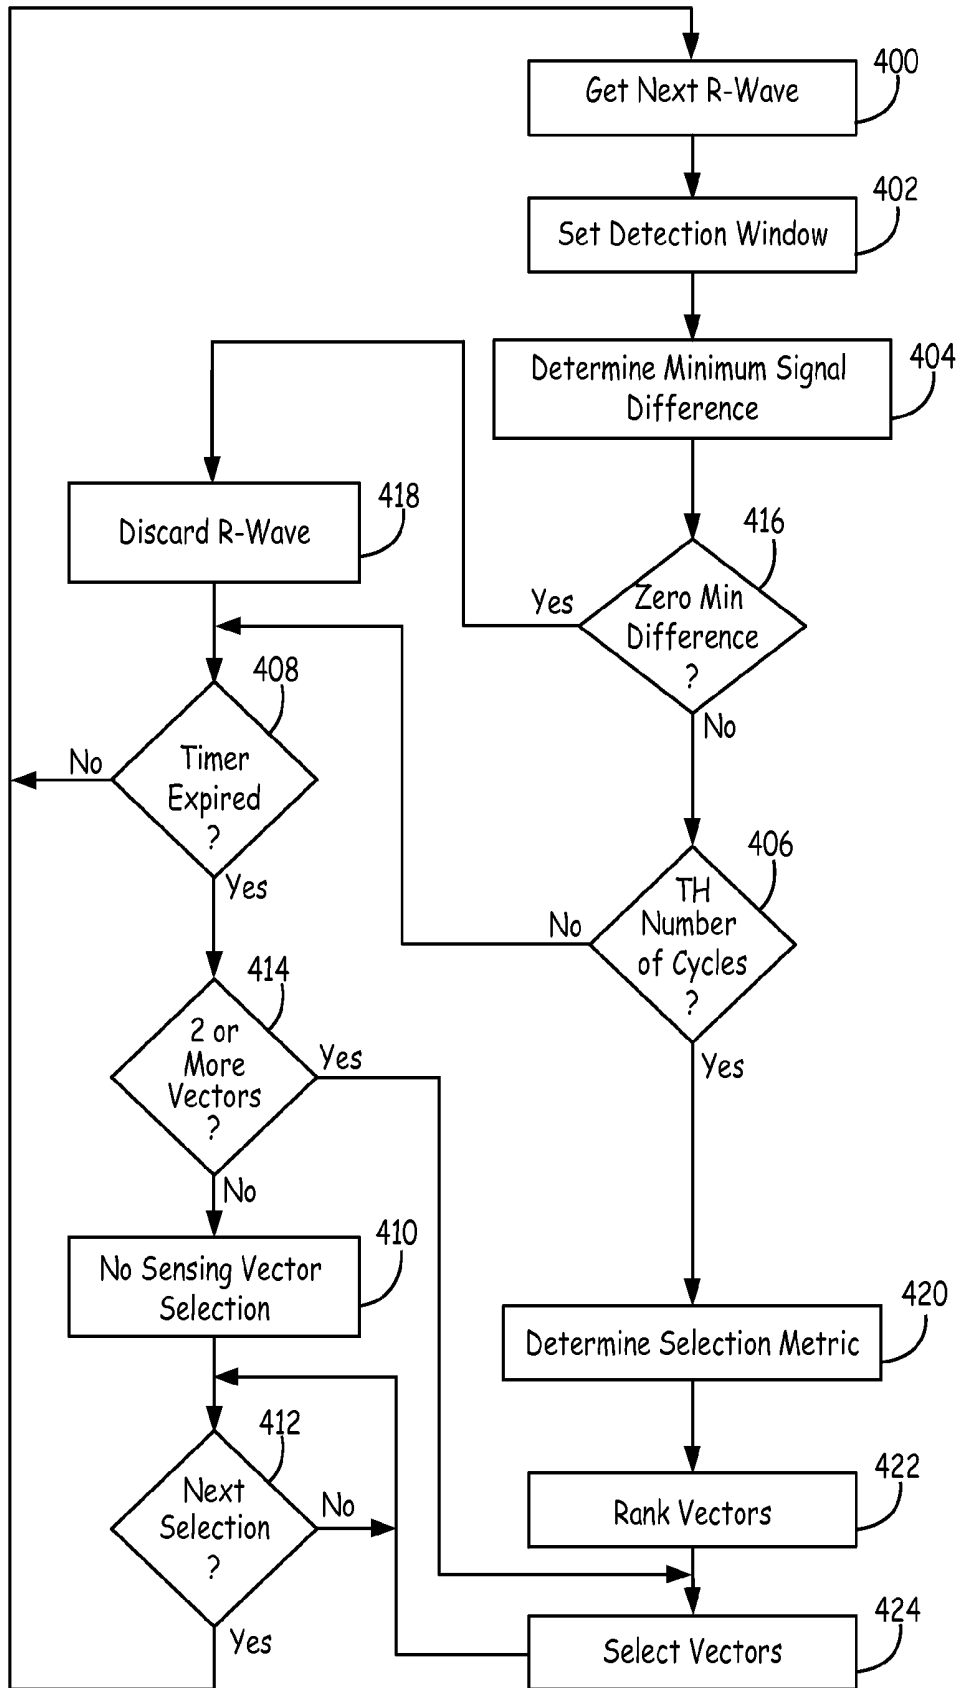 400
Get Next R-Wave
402
Set Detection Window
404
Determine Minimum Signal
Difference
418
Discard R-Wave
416
Yes
Zero Min
Difference
?
No
408
No
Timer
Expired
?
Yes
406
No
TH
Number
of Cycles
?
Yes
414
2 or
More
Vectors
?
Yes
No
410
No Sensing Vector
Selection
420
Determine Selection Metric
412
Next
Selection
?
No
Yes
422
Rank Vectors
424
Select Vectors